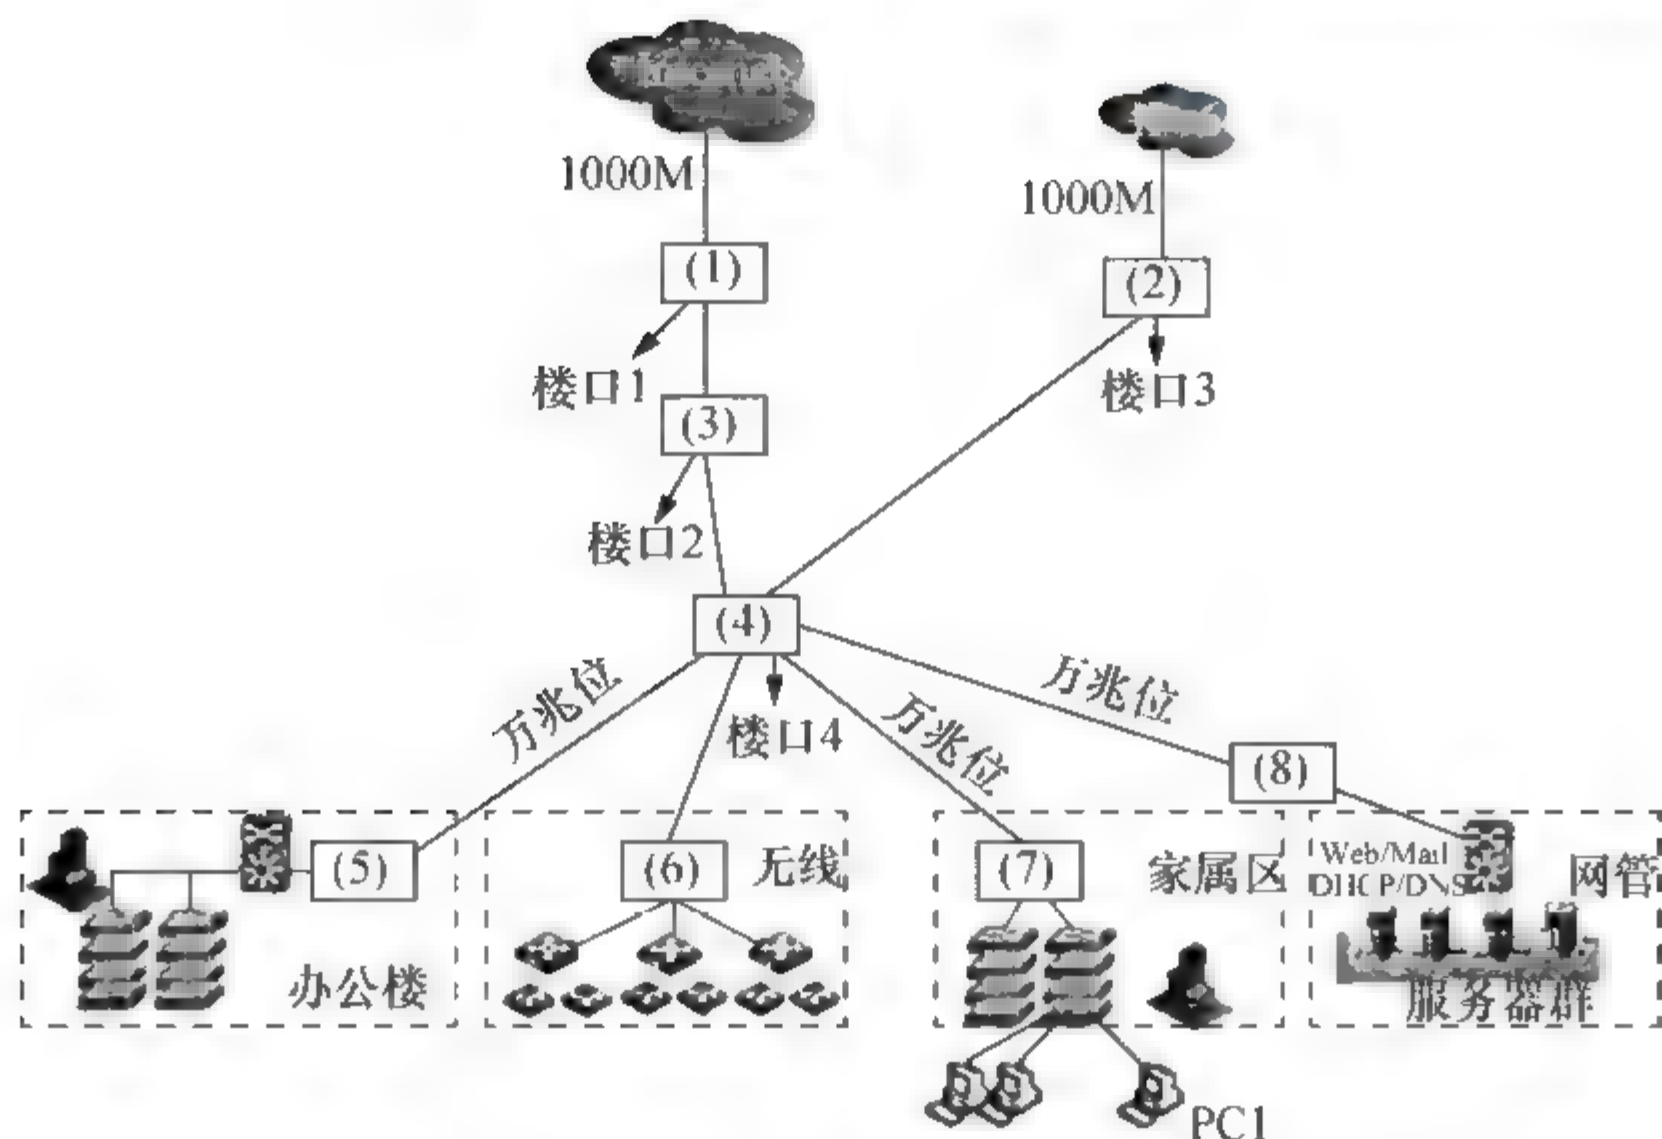 1000M
1000M
(1)
(2)
楼口1
楼口3
(3)
楼口2
(4)
万兆位
万兆位
万兆位
楼口4
(8)
(5)
(6)
无线
(7)
家属区
Web/Mail
DHCP/DNS
网管
办公楼
服务器群
PC1